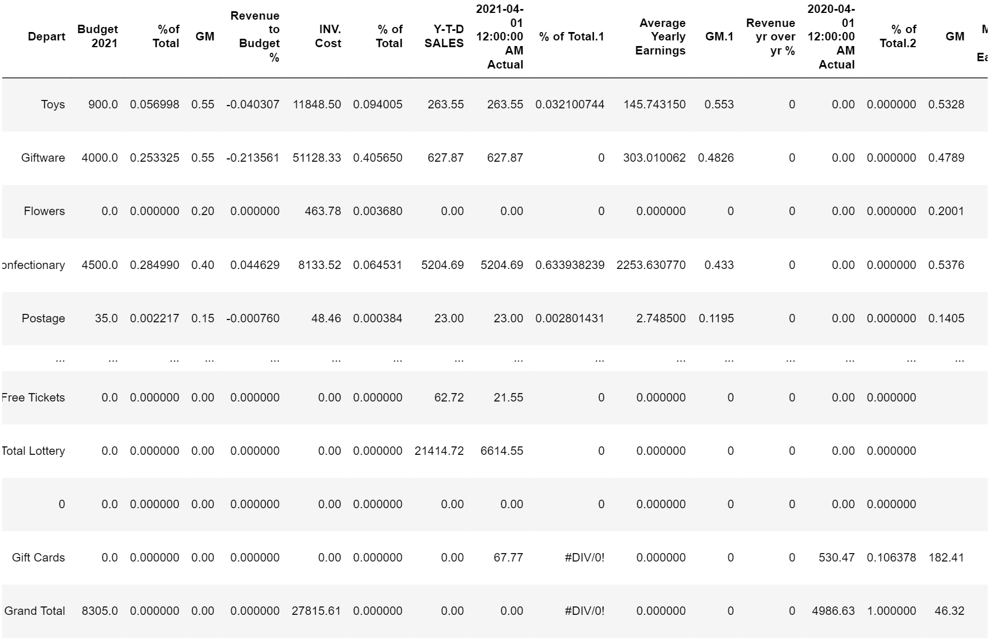 Depart Budget 2021 %of Total GM Revenue to Budget % INV. Cost % of Total Y-T-D SALES 2021-04-01 12:00:00 AM Actual % of Total.1 Average Yearly Earnings GM.1 Revenue yr over yr % 2020-04-01 12:00:00 AM Actual % of Total.2 GM
Toys 900.0 0.056998 0.55 -0.040307 11848.50 0.094005 263.55 263.55 0.032100744 145.743150 0.553 0 0.00 0.000000 0.5328
Giftware 4000.0 0.253325 0.55 -0.213561 51128.33 0.405650 627.87 627.87 0 303.010062 0.4826 0 0.00 0.000000 0.4789
Flowers 0.0 0.000000 0.20 0.000000 463.78 0.003680 0.00 0.00 0 0.000000 0 0 0.00 0.000000 0.2001
onfectionary 4500.0 0.284990 0.40 0.044629 8133.52 0.064531 5204.69 5204.69 0.633938239 2253.630770 0.433 0 0.00 0.000000 0.5376
Postage 35.0 0.002217 0.15 -0.000760 48.46 0.000384 23.00 23.00 0.002801431 2.748500 0.1195 0 0.00 0.000000 0.1405
... ... ... ... ... ... ... ... ... ... ... ... ... ... ... ...
Free Tickets 0.0 0.000000 0.00 0.000000 0.00 0.000000 62.72 21.55 0 0.000000 0 0 0.00 0.000000
Total Lottery 0.0 0.000000 0.00 0.000000 0.00 0.000000 21414.72 6614.55 0 0.000000 0 0 0.00 0.000000
0 0.0 0.000000 0.00 0.000000 0.00 0.000000 0.00 0.00 0 0.000000 0 0 0.00 0.000000
Gift Cards 0.0 0.000000 0.00 0.000000 0.00 0.000000 0.00 67.77 #DIV/0! 0.000000 0 0 530.47 0.106378 182.41
Grand Total 8305.0 0.000000 0.00 0.000000 27815.61 0.000000 0.00 0.00 #DIV/0! 0.000000 0 0 4986.63 1.000000 46.32